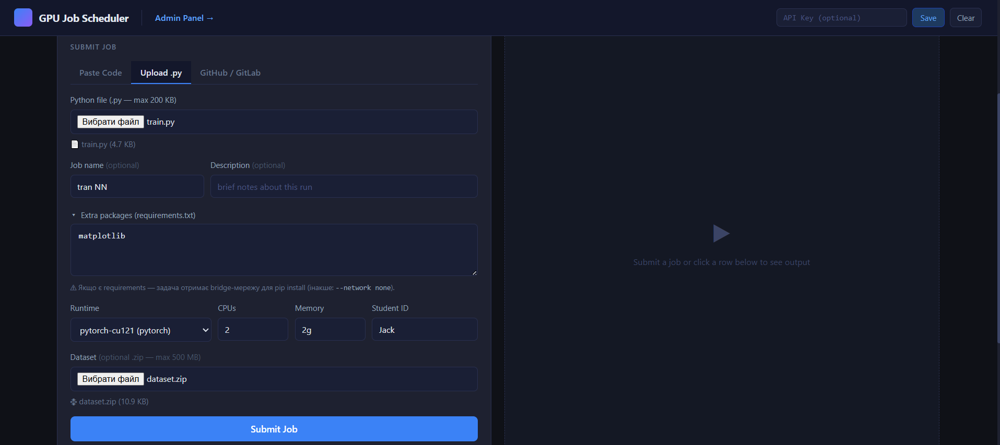 GPU Job Scheduler
Admin Panel →
API Key (optional)
Save
Clear
SUBMIT JOB
Paste Code
Upload .py
GitHub / GitLab
Python file (.py — max 200 KB)
Вибрати файл train.py
train.py (4.7 KB)
Job name (optional)
Description (optional)
tran NN
brief notes about this run
Extra packages (requirements.txt)
matplotlib
⚠ Якщо є requirements — задача отримає bridge-мережу для pip install (інакше: --network none).
Runtime
CPUs
Memory
Student ID
pytorch-cu121 (pytorch)
2
2g
Jack
Dataset (optional .zip — max 500 MB)
Вибрати файл dataset.zip
dataset.zip (10.9 KB)
Submit Job
Submit a job or click a row below to see output